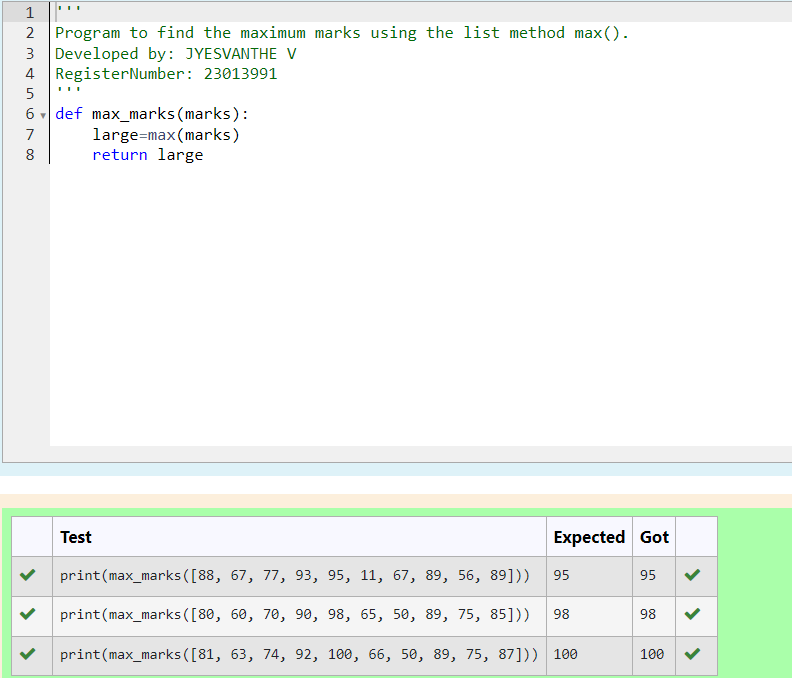 1 '''
2 Program to find the maximum marks using the list method max().
3 Developed by: JYESVANTHE V
4 RegisterNumber: 23013991
5 '''
6 def max_marks(marks):
7     large=max(marks)
8     return large
Test Expected Got
print(max_marks([88, 67, 77, 93, 95, 11, 67, 89, 56, 89])) 95 95
print(max_marks([80, 60, 70, 90, 98, 65, 50, 89, 75, 85])) 98 98
print(max_marks([81, 63, 74, 92, 100, 66, 50, 89, 75, 87])) 100 100